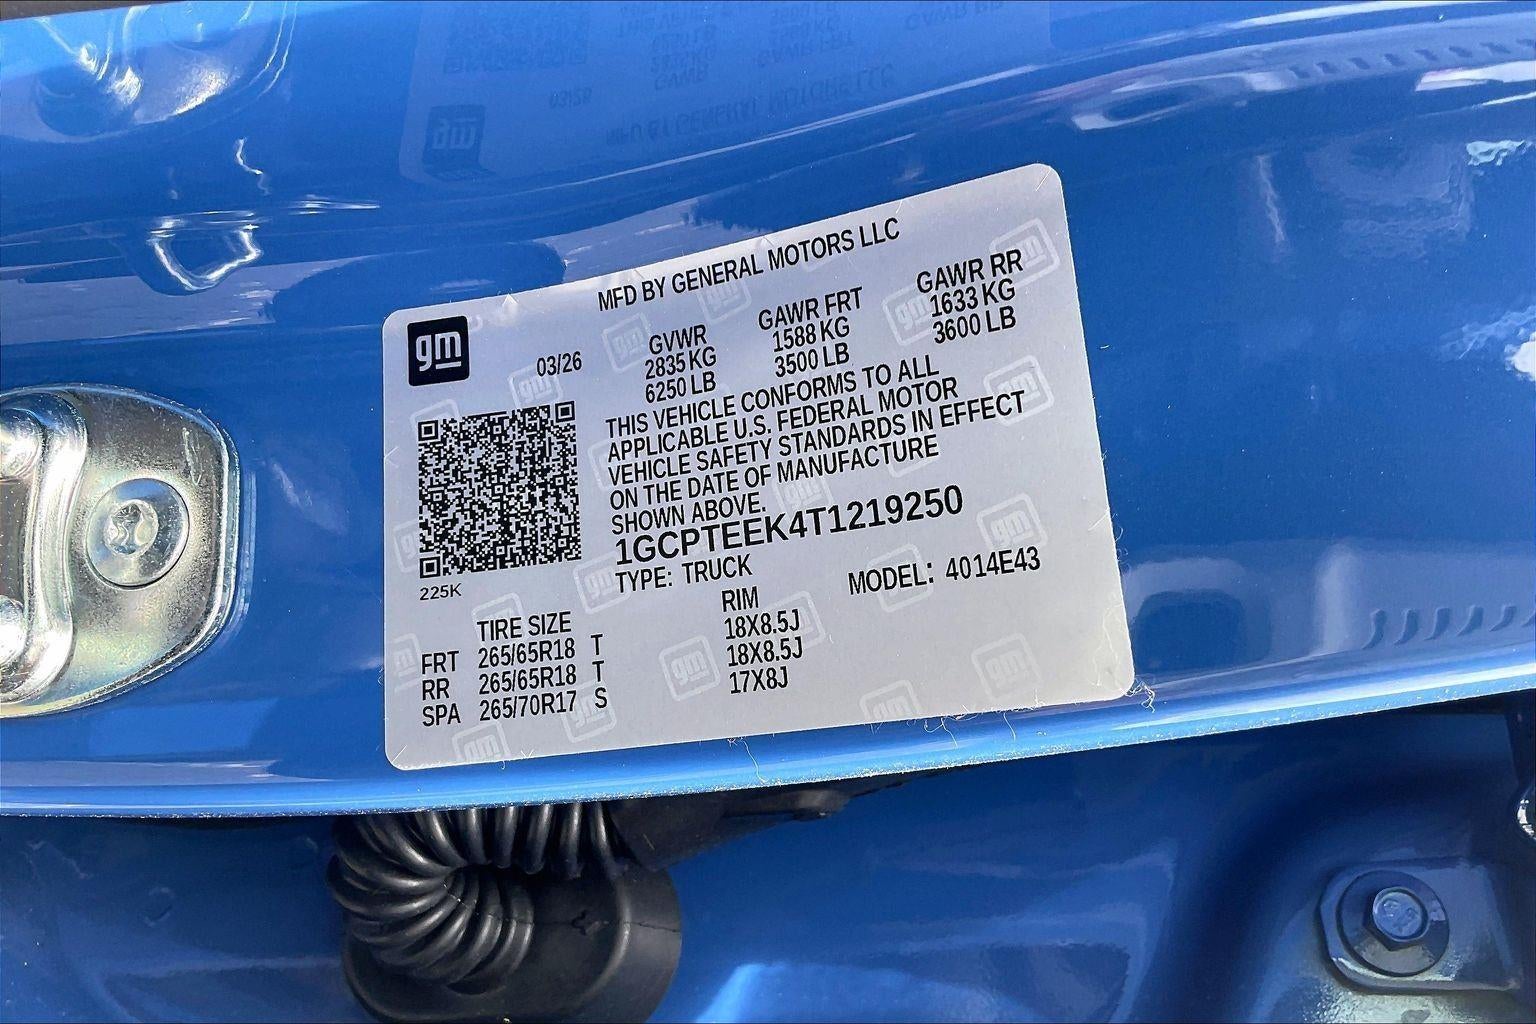 MFD BY GENERAL MOTORS LLC
gm
03/26
GVWR
2835 KG
6250 LB
GAWR FRT
1588 KG
3500 LB
GAWR RR
1633 KG
3600 LB
THIS VEHICLE CONFORMS TO ALL
APPLICABLE U.S. FEDERAL MOTOR
VEHICLE SAFETY STANDARDS IN EFFECT
ON THE DATE OF MANUFACTURE
SHOWN ABOVE.
1GCPTEEK4T1219250
TYPE: TRUCK
MODEL: 4014E43
225K
TIRE SIZE RIM
FRT 265/65R18 T 18X8.5J
RR 265/65R18 T 18X8.5J
SPA 265/70R17 S 17X8J